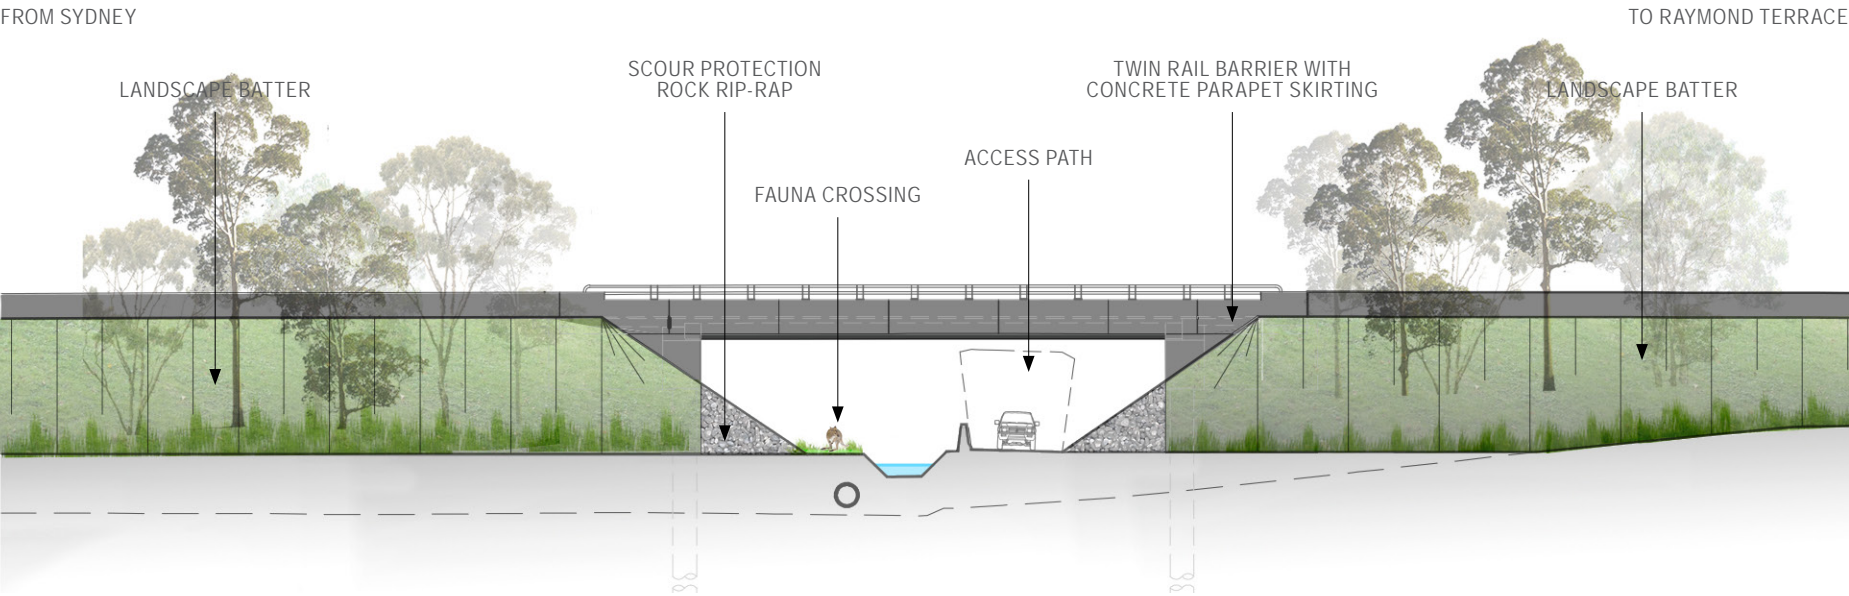 FROM SYDNEY
TO RAYMOND TERRACE
LANDSCAPE BATTER
SCOUR PROTECTION
ROCK RIP-RAP
FAUNA CROSSING
ACCESS PATH
TWIN RAIL BARRIER WITH
CONCRETE PARAPET SKIRTING
LANDSCAPE BATTER